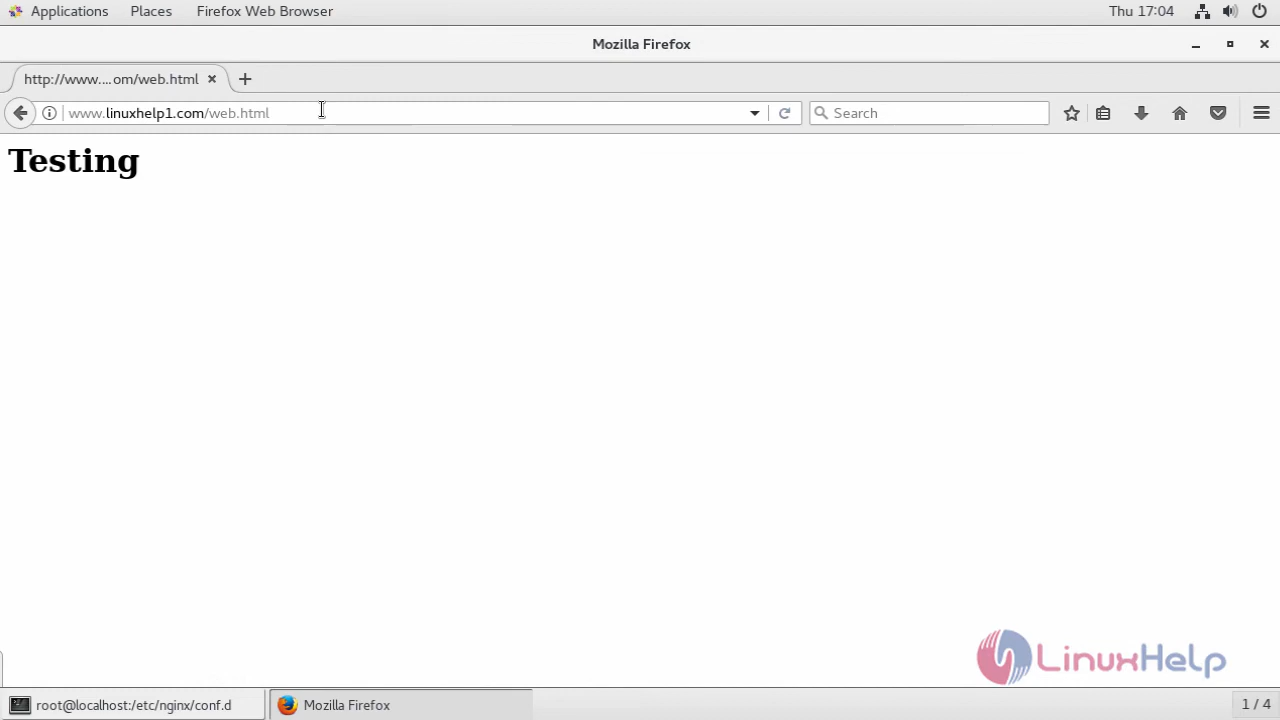 Applications Places Firefox Web Browser Thu 17:04
Mozilla Firefox
http://www....om/web.html
www.linuxhelp1.com/web.html Search
Testing
LinuxHelp
root@localhost:/etc/nginx/conf.d Mozilla Firefox 1 / 4